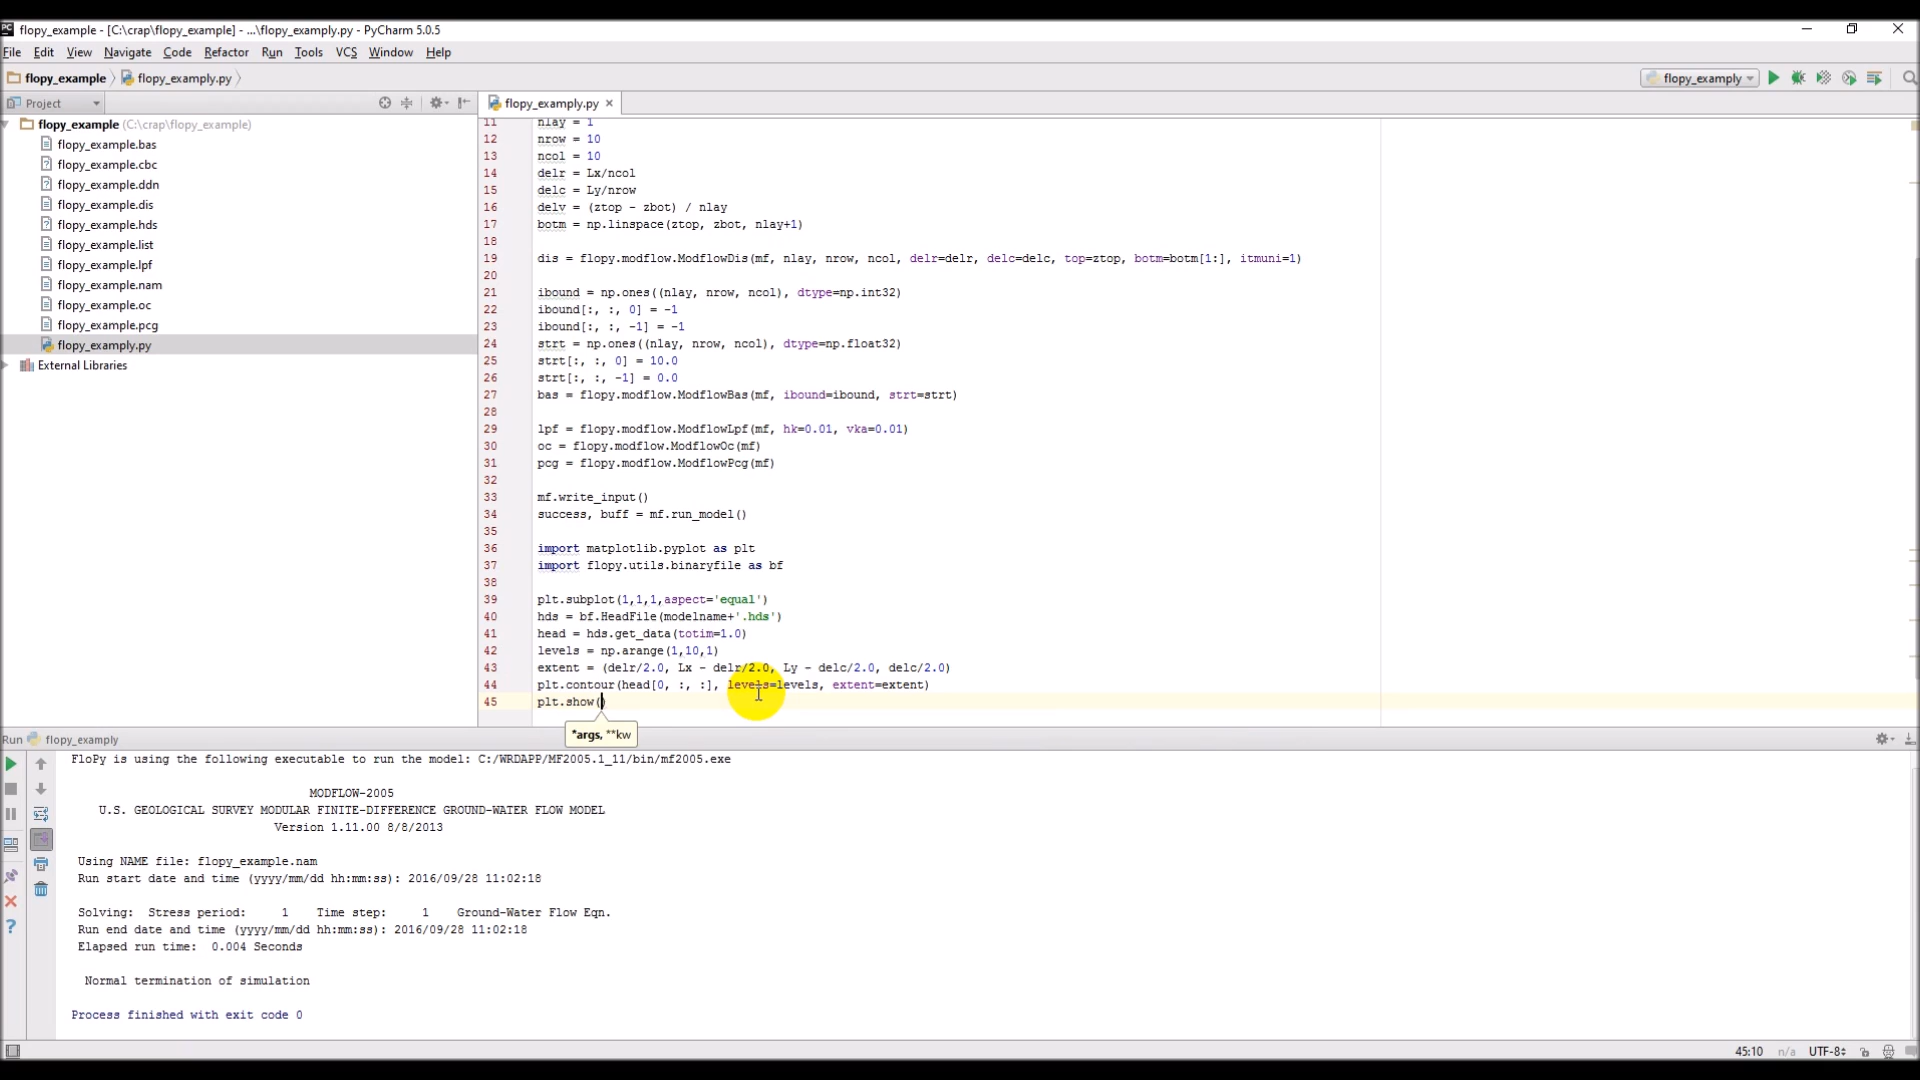 flopy_example - [C:\crap\flopy_example] - ...\flopy_examply.py - PyCharm 5.0.5
File Edit View Navigate Code Refactor Run Tools VCS Window Help
flopy_example flopy_examply.py flopy_examply
Project
flopy_examply.py
flopy_example (C:\crap\flopy_example)
flopy_example.bas
flopy_example.cbc
flopy_example.ddn
flopy_example.dis
flopy_example.hds
flopy_example.list
flopy_example.lpf
flopy_example.nam
flopy_example.oc
flopy_example.pcg
flopy_examply.py
External Libraries
11 nlay = 1
12 nrow = 10
13 ncol = 10
14 delr = Lx/ncol
15 delc = Ly/nrow
16 delv = (ztop - zbot) / nlay
17 botm = np.linspace(ztop, zbot, nlay+1)
18
19 dis = flopy.modflow.ModflowDis(mf, nlay, nrow, ncol, delr=delr, delc=delc, top=ztop, botm=botm[1:], itmuni=1)
20
21 ibound = np.ones((nlay, nrow, ncol), dtype=np.int32)
22 ibound[:, :, 0] = -1
23 ibound[:, :, -1] = -1
24 strt = np.ones((nlay, nrow, ncol), dtype=np.float32)
25 strt[:, :, 0] = 10.0
26 strt[:, :, -1] = 0.0
27 bas = flopy.modflow.ModflowBas(mf, ibound=ibound, strt=strt)
28
29 lpf = flopy.modflow.ModflowLpf(mf, hk=0.01, vka=0.01)
30 oc = flopy.modflow.ModflowOc(mf)
31 pcg = flopy.modflow.ModflowPcg(mf)
32
33 mf.write_input()
34 success, buff = mf.run_model()
35
36 import matplotlib.pyplot as plt
37 import flopy.utils.binaryfile as bf
38
39 plt.subplot(1,1,1,aspect='equal')
40 hds = bf.HeadFile(modelname+'.hds')
41 head = hds.get_data(totim=1.0)
42 levels = np.arange(1,10,1)
43 extent = (delr/2.0, Lx - delr/2.0, Ly - delc/2.0, delc/2.0)
44 plt.contour(head[0, :, :], levels=levels, extent=extent)
45 plt.show()
*args, **kw
Run flopy_examply
FloPy is using the following executable to run the model: C:/WRDAPP/MF2005.1_11/bin/mf2005.exe
MODFLOW-2005
U.S. GEOLOGICAL SURVEY MODULAR FINITE-DIFFERENCE GROUND-WATER FLOW MODEL
Version 1.11.00 8/8/2013
Using NAME file: flopy_example.nam
Run start date and time (yyyy/mm/dd hh:mm:ss): 2016/09/28 11:02:18
Solving: Stress period: 1 Time step: 1 Ground-Water Flow Eqn.
Run end date and time (yyyy/mm/dd hh:mm:ss): 2016/09/28 11:02:18
Elapsed run time: 0.004 Seconds
Normal termination of simulation
Process finished with exit code 0
45:10 n/a UTF-8